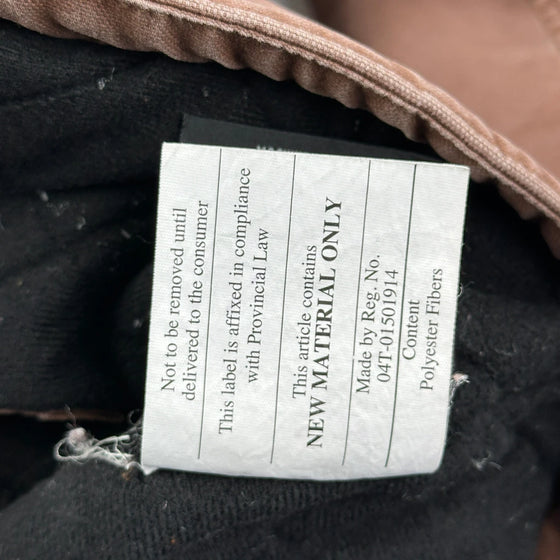 Not to be removed until
delivered to the consumer
This label is affixed in compliance
with Provincial Law
This article contains
NEW MATERIAL ONLY
Made by Reg. No.
04T-01501914
Content
Polyester Fibers